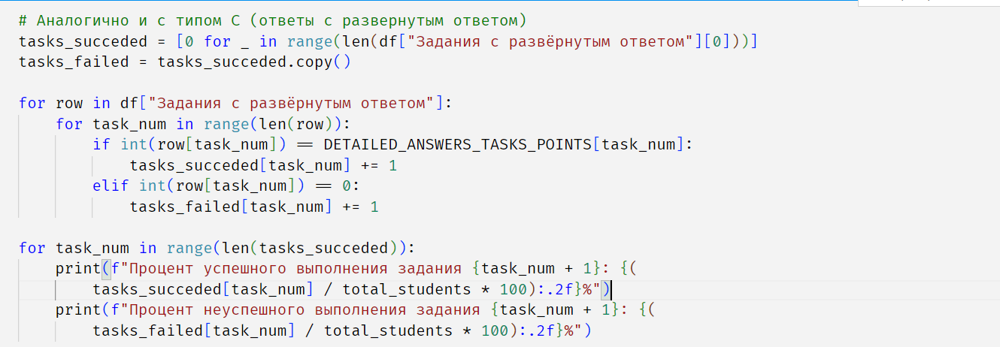 # Аналогично и с типом C (ответы с развернутым ответом)
tasks_succeded = [0 for _ in range(len(df["Задания с развёрнутым ответом"][0]))]
tasks_failed = tasks_succeded.copy()
for row in df["Задания с развёрнутым ответом"]:
    for task_num in range(len(row)):
        if int(row[task_num]) == DETAILED_ANSWERS_TASKS_POINTS[task_num]:
            tasks_succeded[task_num] += 1
        elif int(row[task_num]) == 0:
            tasks_failed[task_num] += 1
for task_num in range(len(tasks_succeded)):
    print(f"Процент успешного выполнения задания {task_num + 1}: {(
        tasks_succeded[task_num] / total_students * 100):.2f}%")
    print(f"Процент неуспешного выполнения задания {task_num + 1}: {(
        tasks_failed[task_num] / total_students * 100):.2f}%")